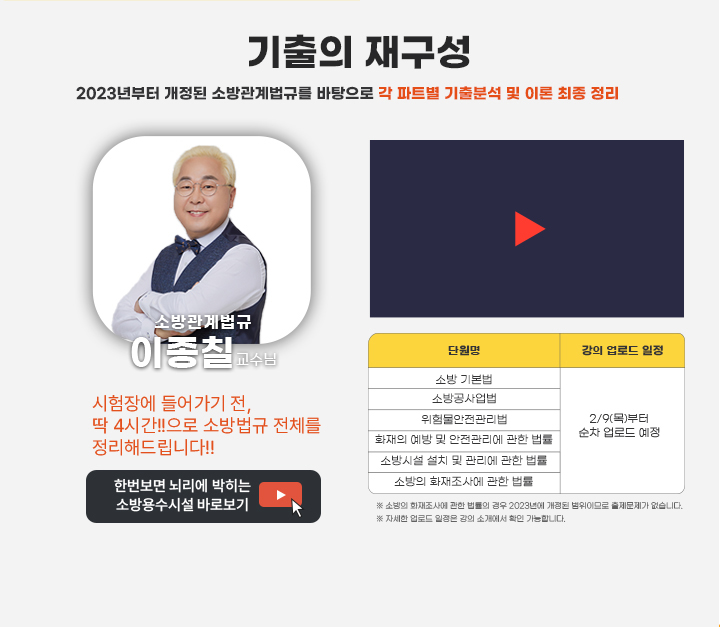 기출의 재구성
2023년부터 개정된 소방관계법규를 바탕으로 각 파트별 기출분석 및 이론 최종 정리
소방관계법규
이종칠 교수님
시험장에 들어가기 전,
딱 4시간!!으로 소방법규 전체를
정리해드립니다!!
한번보면 뇌리에 박히는
소방용수시설 바로보기
단원명 강의 업로드 일정
소방 기본법
소방공사업법
위험물안전관리법
화재의 예방 및 안전관리에 관한 법률
소방시설 설치 및 관리에 관한 법률
소방의 화재조사에 관한 법률
2/9(목)부터
순차 업로드 예정
※ 소방의 화재조사에 관한 법률의 경우 2023년에 개정된 범위이므로 출제문제가 없습니다.
※ 자세한 업로드 일정은 강의 소개에서 확인 가능합니다.